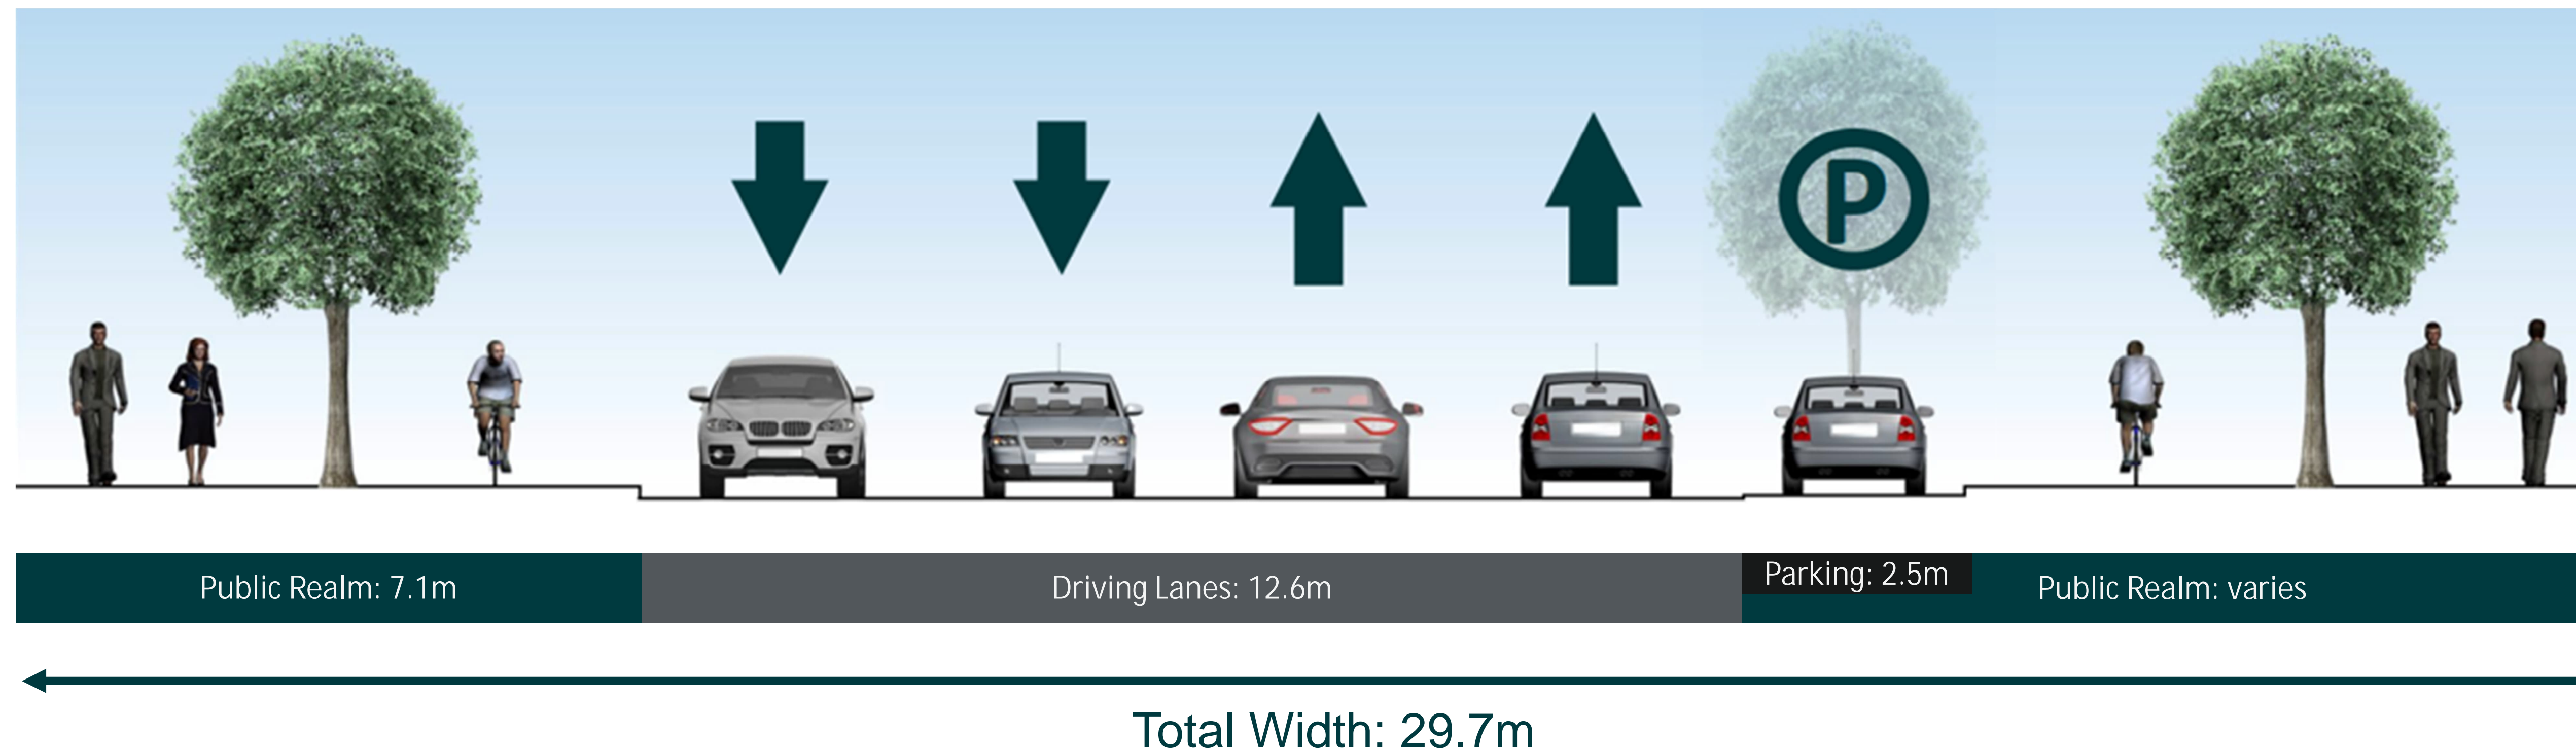 P
Public Realm: 7.1m
Driving Lanes: 12.6m
Parking: 2.5m
Public Realm: varies
Total Width: 29.7m